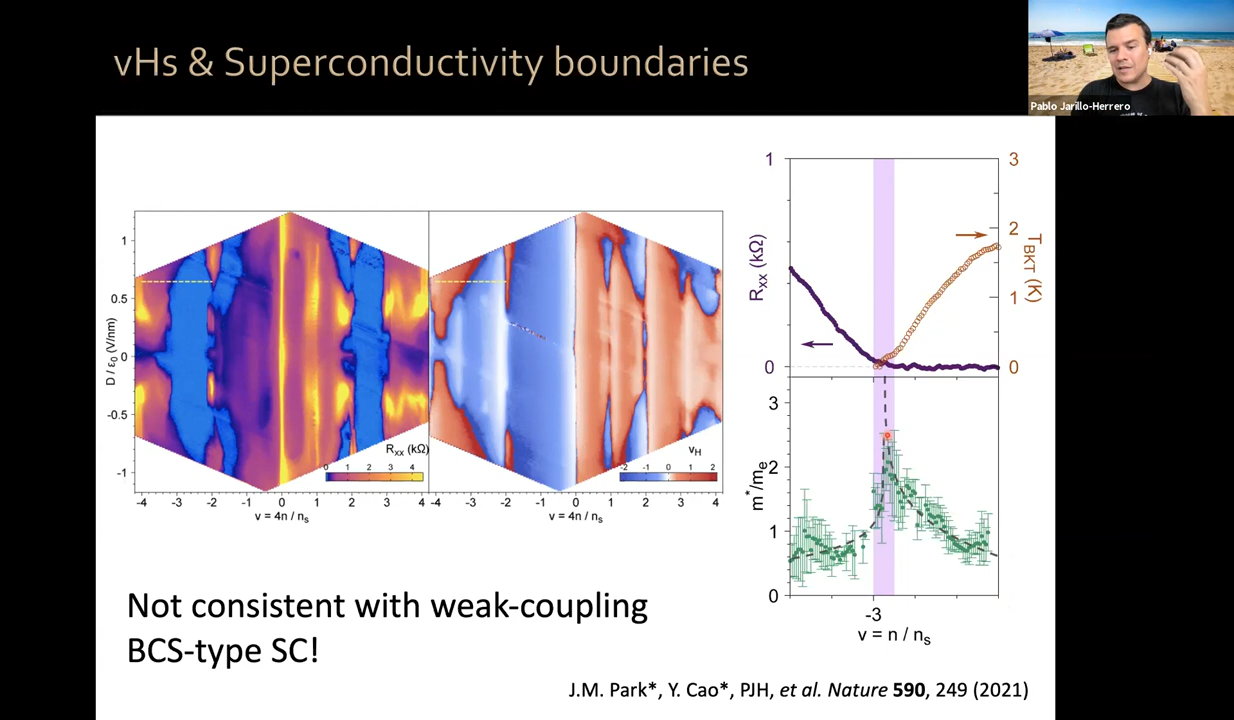 vHs & Superconductivity boundaries
Pablo Jarillo-Herrero
D / ε0 (V/nm)
1
0.5
0
-0.5
-1
Rxx (kΩ)
0 1 2 3 4
-4 -3 -2 -1 0 1 2 3 4
ν = 4n / ns
νH
-2 -1 0 1 2
-4 -3 -2 -1 0 1 2 3 4
ν = 4n / ns
1
Rxx (kΩ)
0
3
2
TBKT (K)
1
0
3
2
m*/me
1
0
-3
ν = n / ns
Not consistent with weak-coupling
BCS-type SC!
J.M. Park*, Y. Cao*, PJH, et al. Nature 590, 249 (2021)